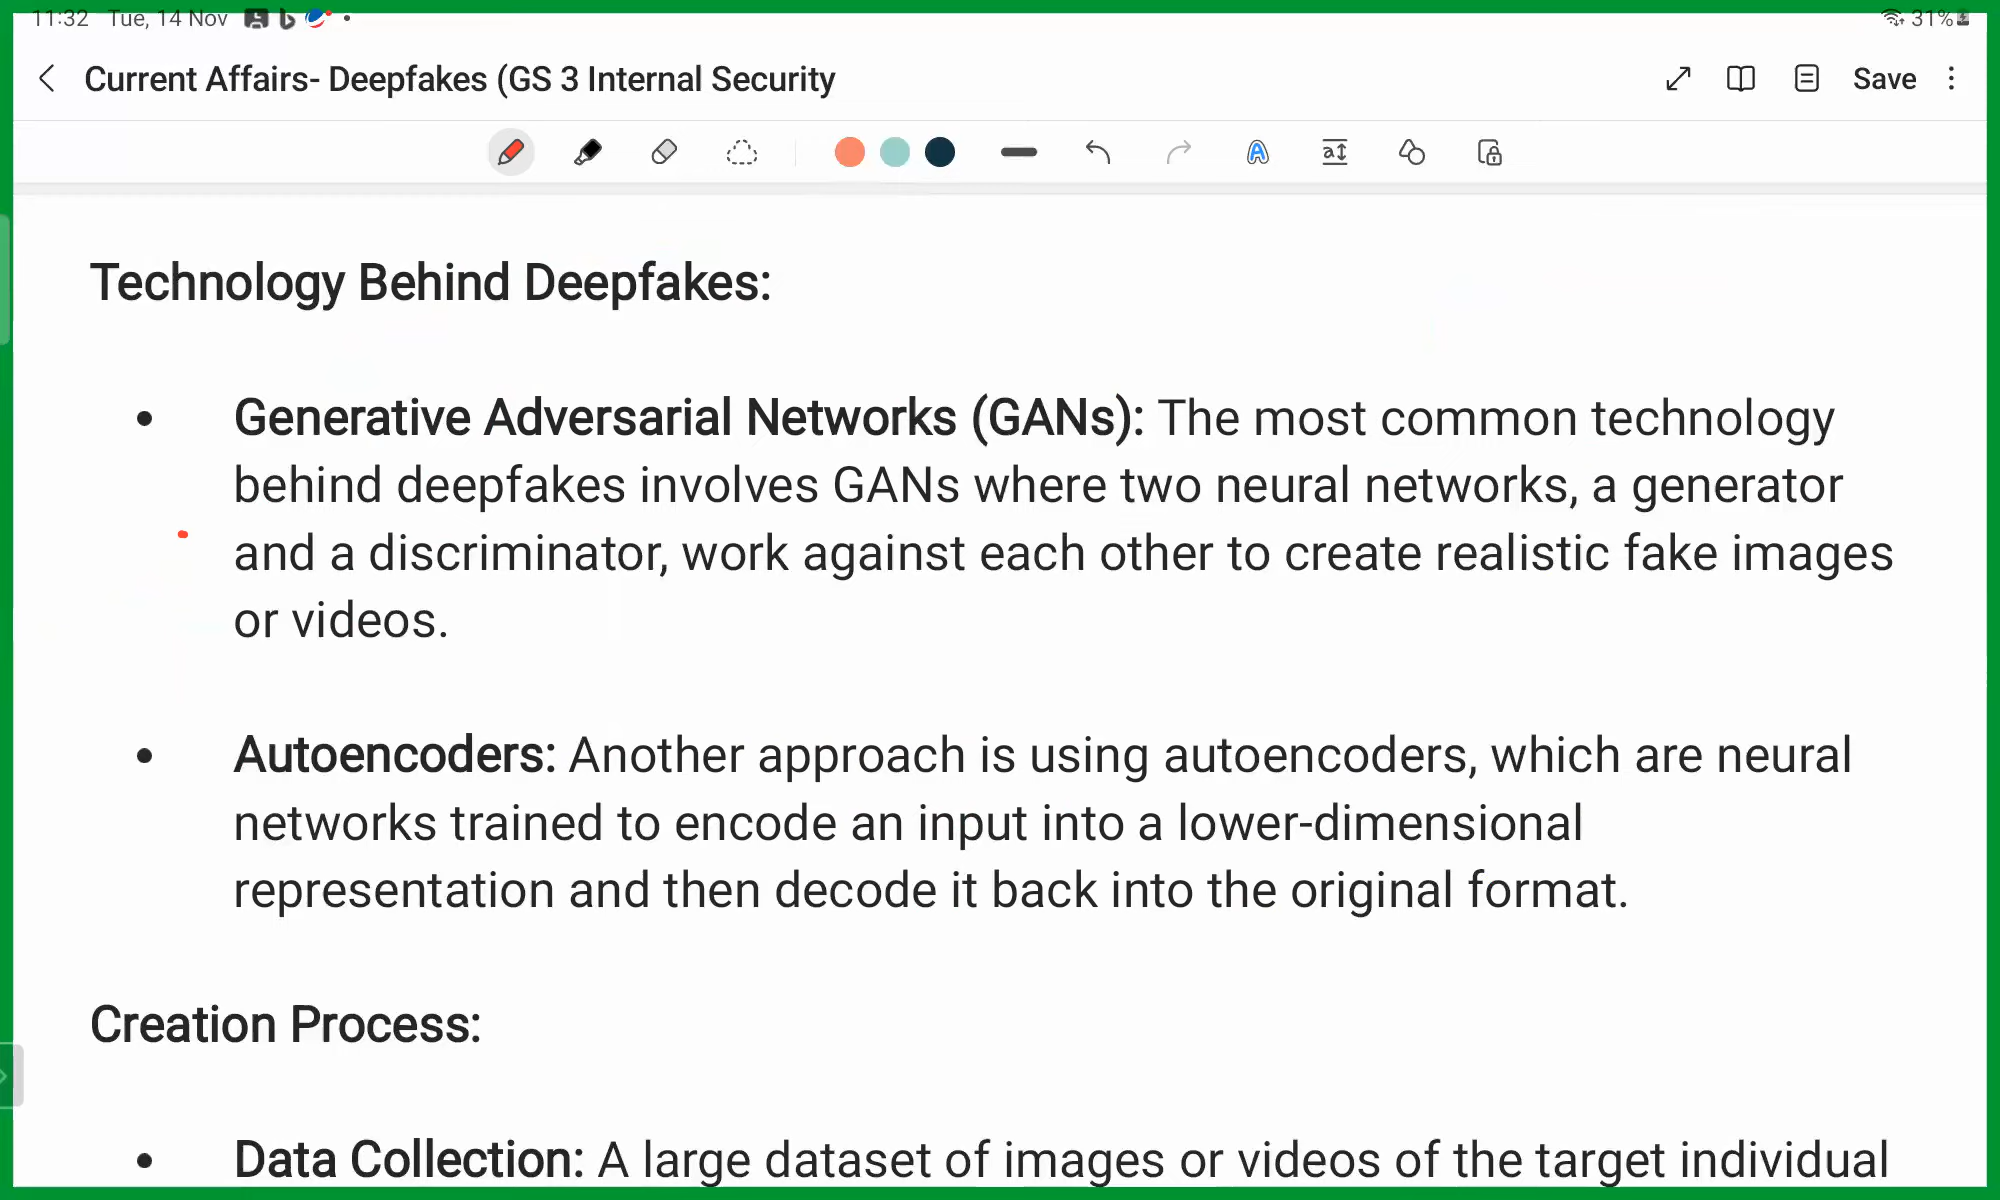 11:32 Tue, 14 Nov
31%
Current Affairs- Deepfakes (GS 3 Internal Security
Save
Technology Behind Deepfakes:
• Generative Adversarial Networks (GANs): The most common technology
behind deepfakes involves GANs where two neural networks, a generator
and a discriminator, work against each other to create realistic fake images
or videos.
• Autoencoders: Another approach is using autoencoders, which are neural
networks trained to encode an input into a lower-dimensional
representation and then decode it back into the original format.
Creation Process:
• Data Collection: A large dataset of images or videos of the target individual